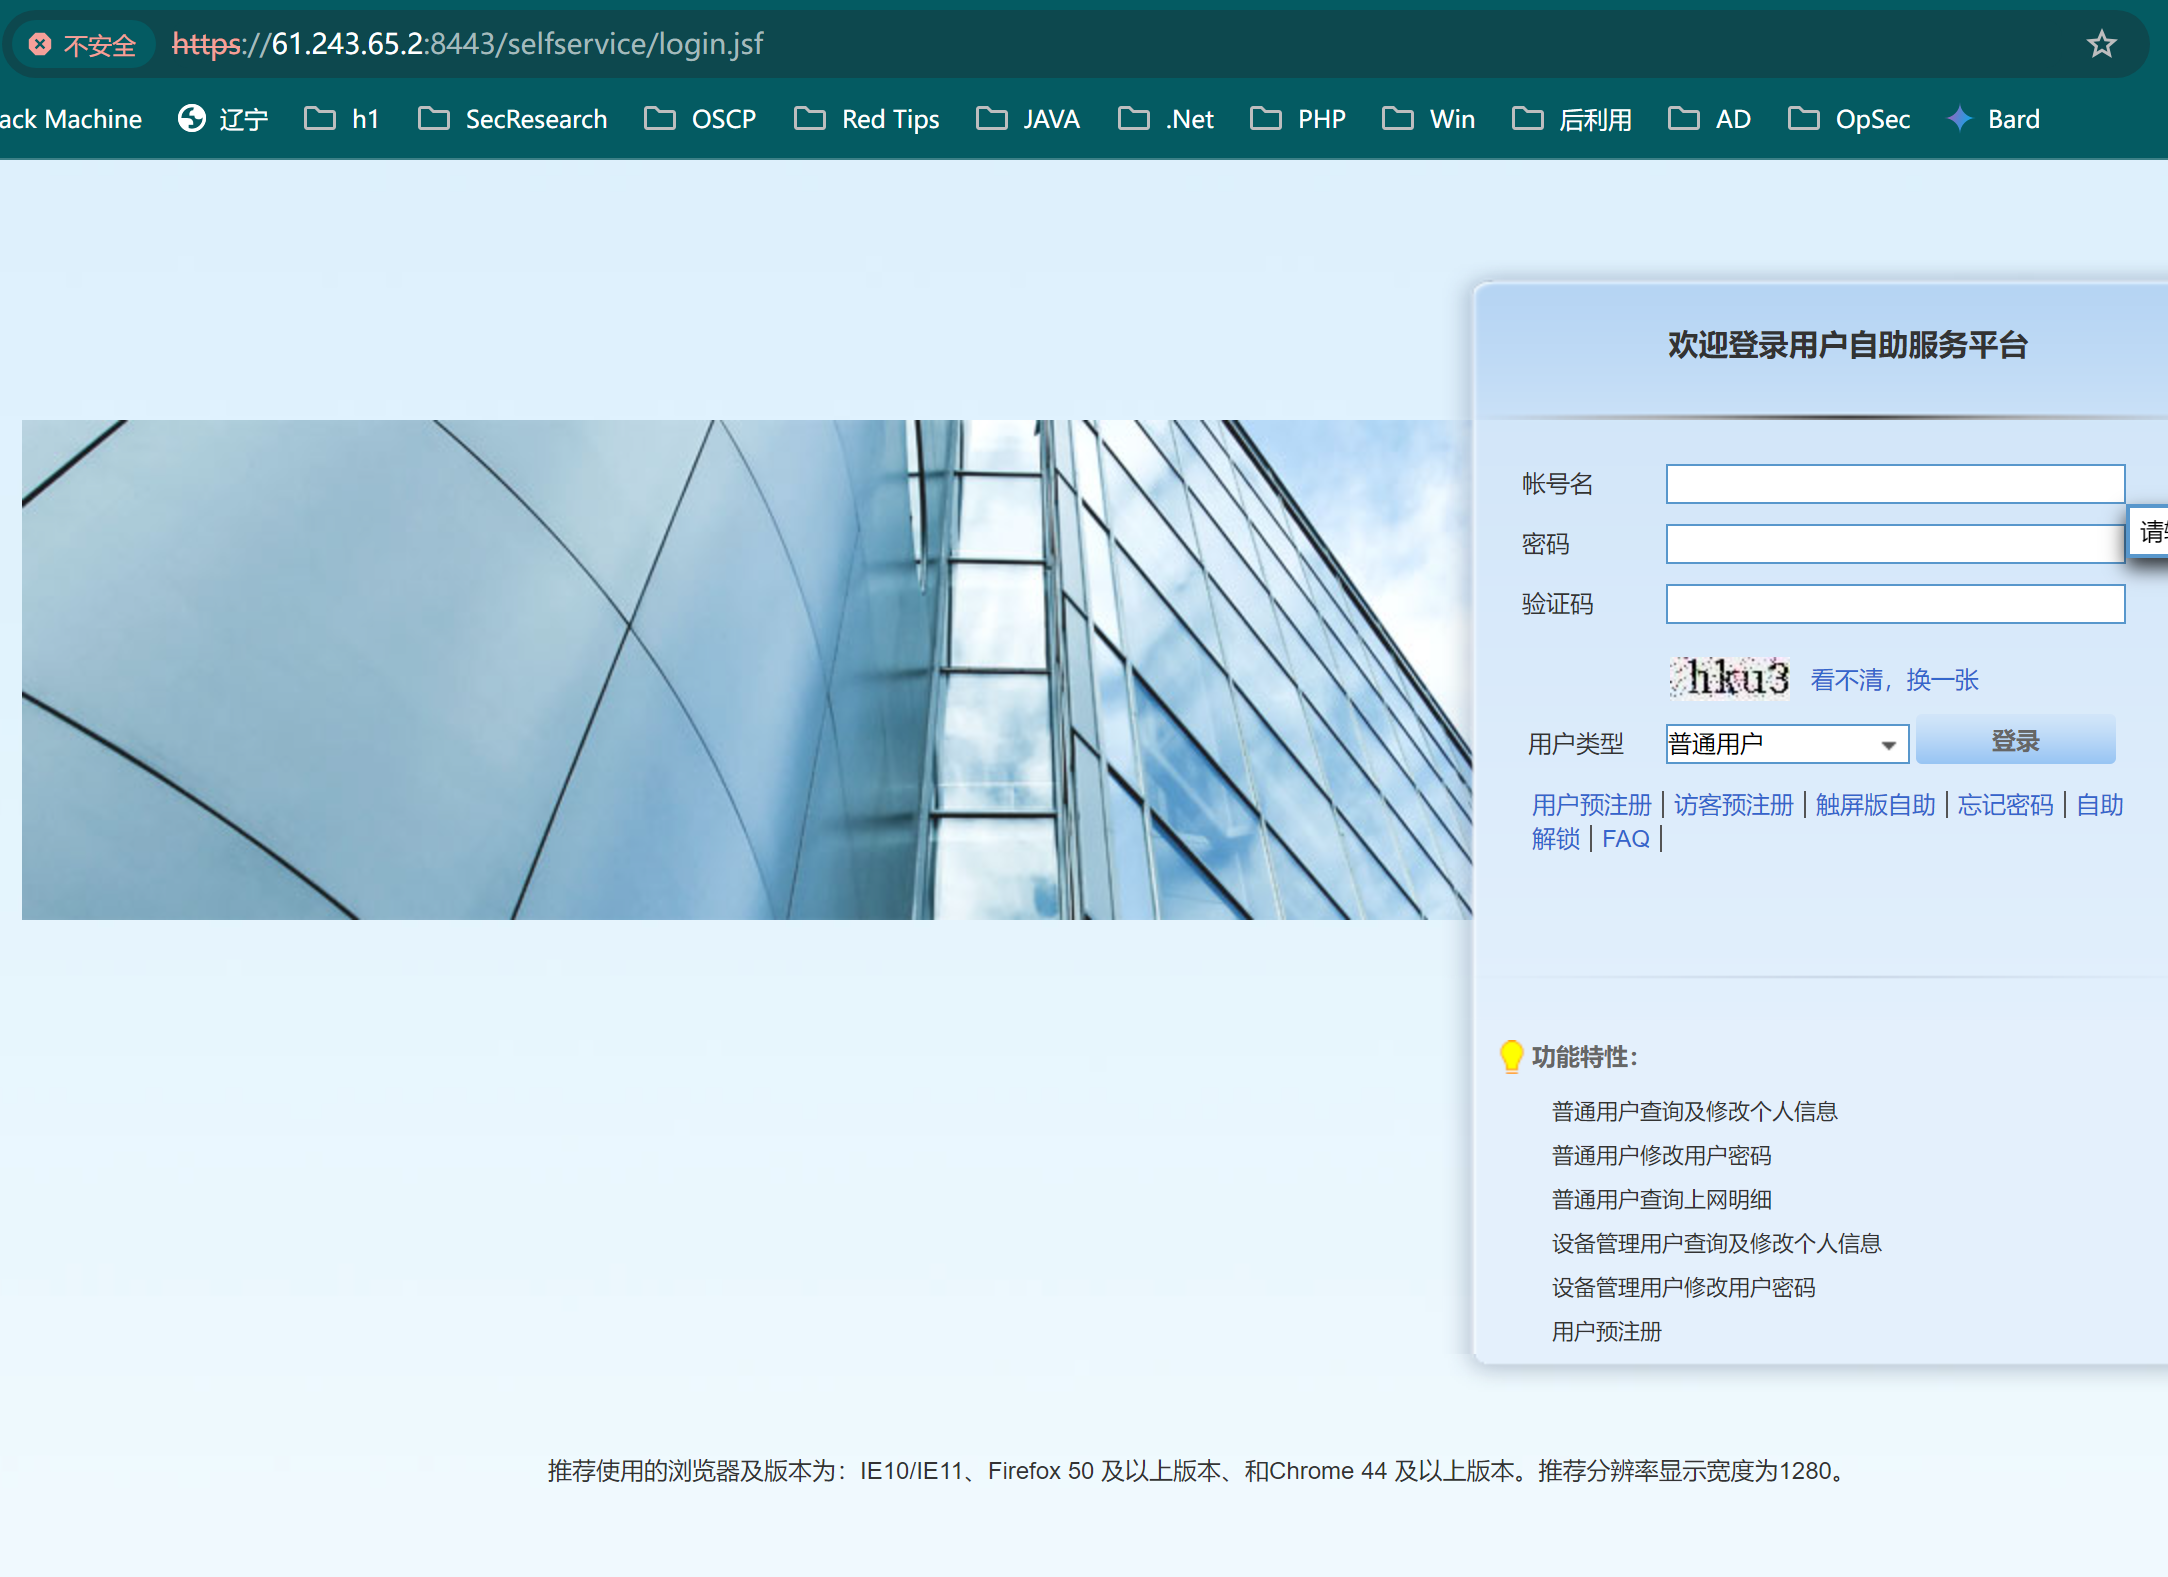 不安全 https://61.243.65.2:8443/selfservice/login.jsf
ack Machine 辽宁 h1 SecResearch OSCP Red Tips JAVA .Net PHP Win 后利用 AD OpSec Bard
欢迎登录用户自助服务平台
帐号名
请
密码
验证码
hku3 看不清，换一张
用户类型 普通用户 登录
用户预注册 | 访客预注册 | 触屏版自助 | 忘记密码 | 自助
解锁 | FAQ |
功能特性：
普通用户查询及修改个人信息
普通用户修改用户密码
普通用户查询上网明细
设备管理用户查询及修改个人信息
设备管理用户修改用户密码
用户预注册
推荐使用的浏览器及版本为：IE10/IE11、Firefox 50 及以上版本、和Chrome 44 及以上版本。推荐分辨率显示宽度为1280。